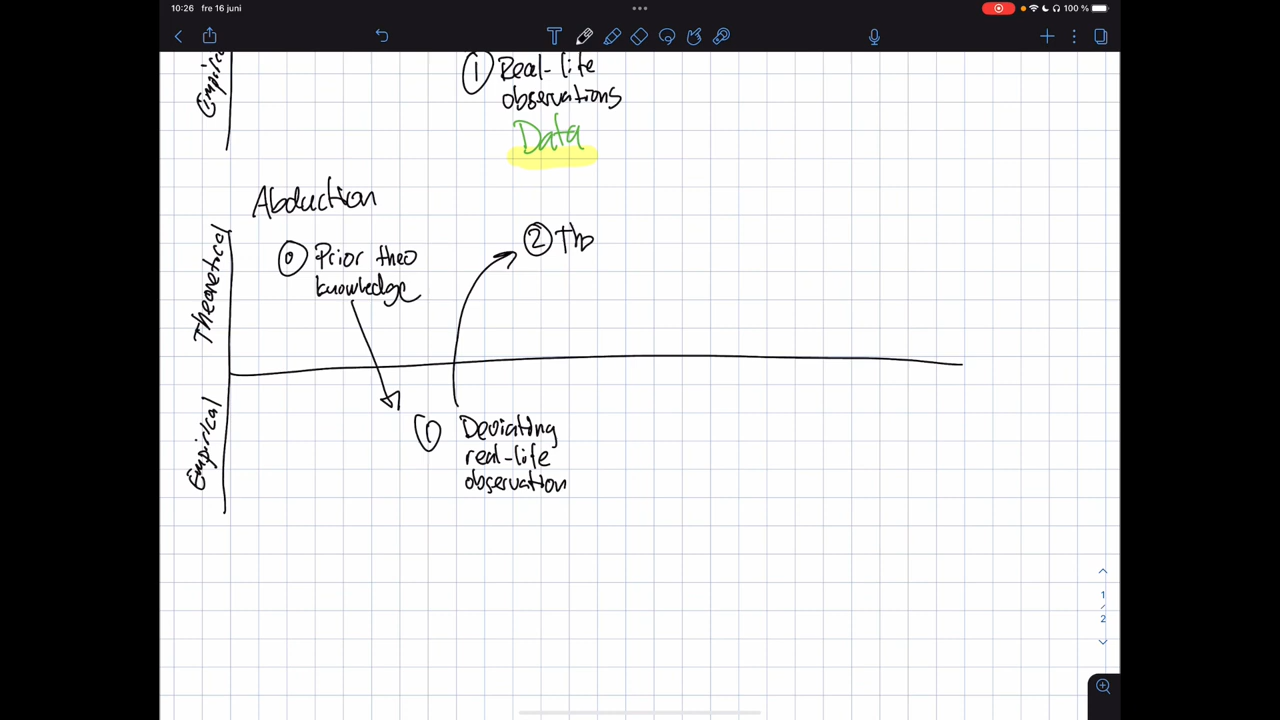 10:26 fre 16 juni
100 %
T
Empiric
① Real-life
observations
Data
Abduction
Theoretical
⓪ Prior theo
knowledge
② Th
Empirical
① Deviating
real-life
observation
1
/
2